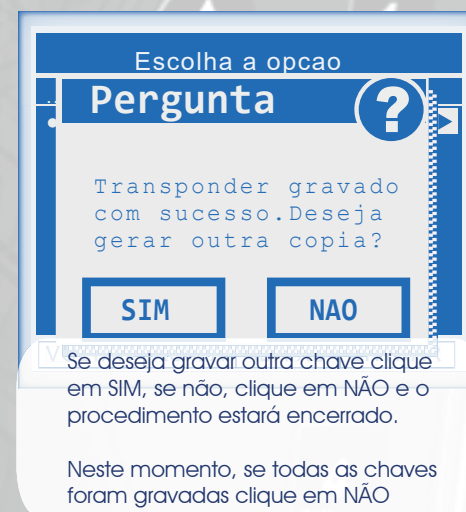 Escolha a opcao
Pergunta
?
Transponder gravado
com sucesso.Deseja
gerar outra copia?
SIM
NAO
Se deseja gravar outra chave clique
em SIM, se não, clique em NÃO e o
procedimento estará encerrado.
Neste momento, se todas as chaves
foram gravadas clique em NÃO